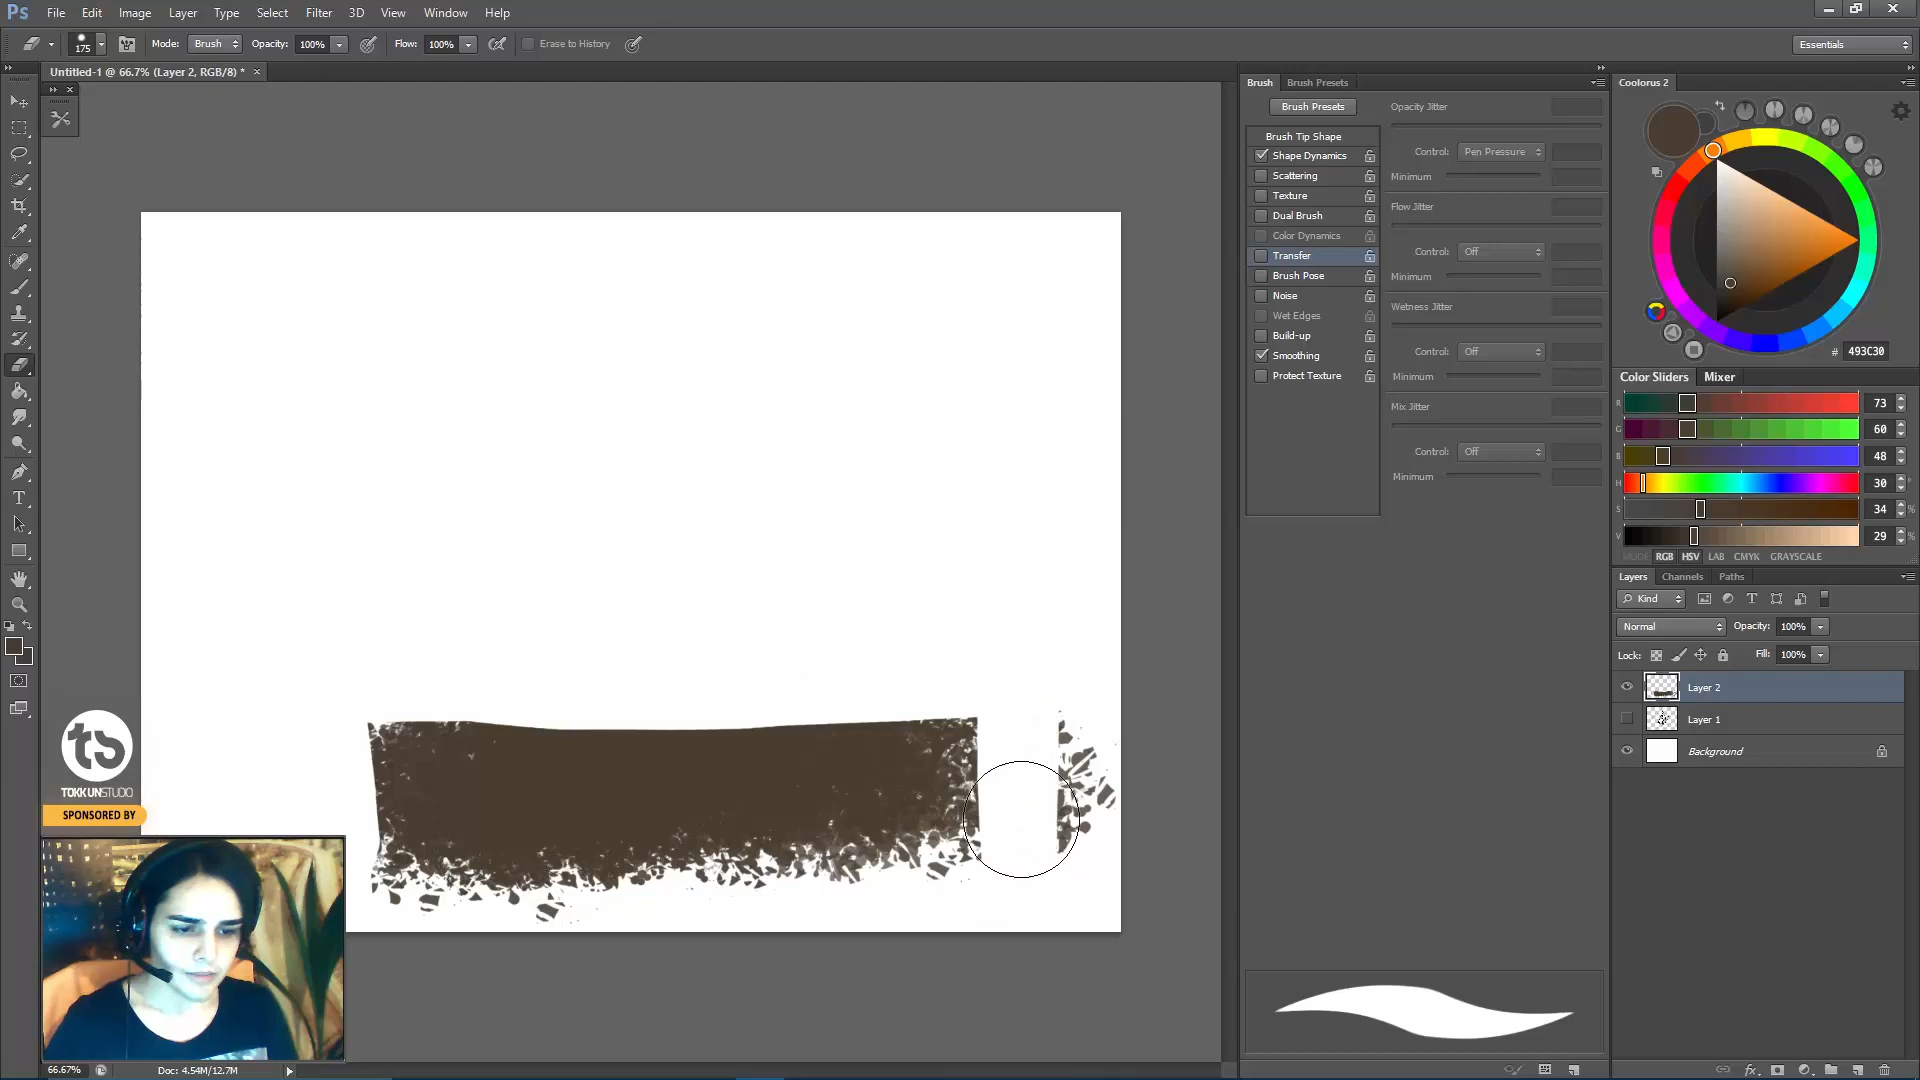 Ps File Edit Image Layer Type Select Filter 3D View Window Help
175 Mode: Brush Opacity: 100% Flow: 100% Erase to History Essentials
Untitled-1 @ 66.7% (Layer 2, RGB/8) * ×
Brush Brush Presets
Brush Presets
Brush Tip Shape
Shape Dynamics
Scattering
Texture
Dual Brush
Color Dynamics
Transfer
Brush Pose
Noise
Wet Edges
Build-up
Smoothing
Protect Texture
Opacity Jitter
Control: Pen Pressure
Minimum
Flow Jitter
Control: Off
Minimum
Wetness Jitter
Control: Off
Minimum
Mix Jitter
Control: Off
Minimum
Coolorus 2
# 493C30
Color Sliders Mixer
R 73
G 60
B 48
H 30 °
S 34 %
V 29 %
MODE RGB HSV LAB CMYK GRAYSCALE
Layers Channels Paths
Kind
Normal Opacity: 100%
Lock: Fill: 100%
Layer 2
Layer 1
Background
ts
TOKKUNSTUDIO
SPONSORED BY
66.67% Doc: 4.54M/12.7M